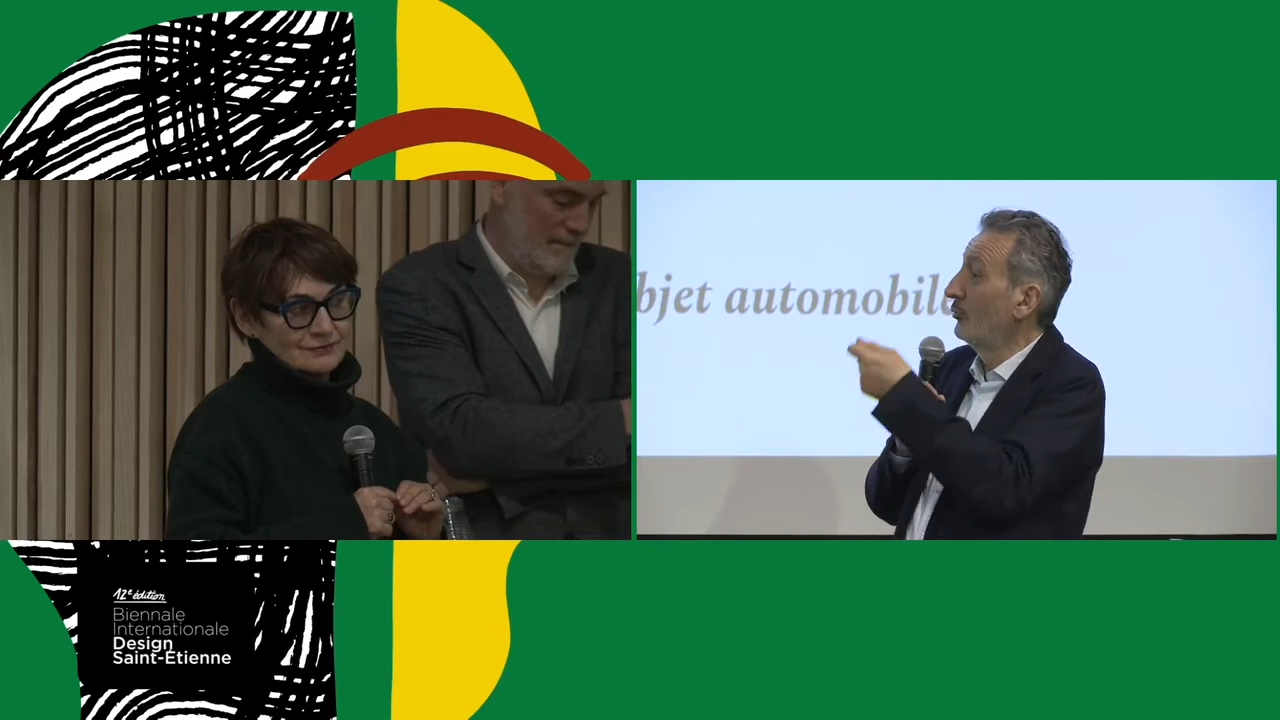 bjet automobile
12e édition
Biennale
Internationale
Design
Saint-Étienne